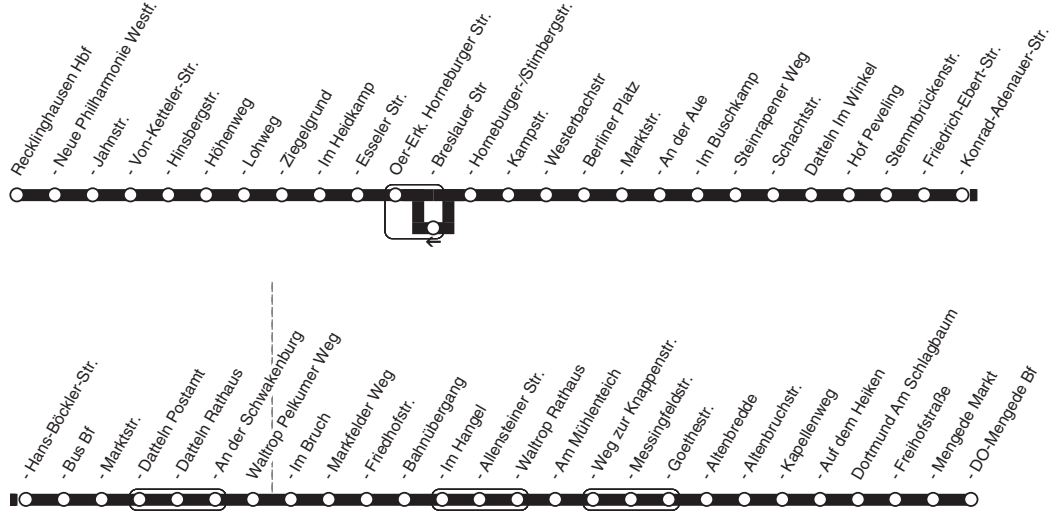 Recklinghausen Hbf
- Neue Philharmonie Westf.
- Jahnstr.
- Von-Ketteler-Str.
- Hinsbergstr.
- Höhenweg
- Lohweg
- Ziegelgrund
- Im Heidkamp
- Esseler Str.
Oer-Erk. Horneburger Str.
- Breslauer Str
- Horneburger-/Stimbergstr.
- Kampstr.
- Westerbachstr
- Berliner Platz
- Marktstr.
- An der Aue
- Im Buschkamp
- Steinrapener Weg
- Schachtstr.
Datteln Im Winkel
- Hof Peveling
- Stemmbrückenstr.
- Friedrich-Ebert-Str.
- Konrad-Adenauer-Str.
- Hans-Böckler-Str.
- Bus Bf
- Marktstr.
- Datteln Postamt
- Datteln Rathaus
- An der Schwakenburg
Waltrop Pelkumer Weg
- Im Bruch
- Markfelder Weg
- Friedhofstr.
- Bahnübergang
- Im Hangel
- Allensteiner Str.
- Waltrop Rathaus
- Am Mühlenteich
- Weg zur Knappenstr.
- Messingfeldstr.
- Goethestr.
- Altenbredde
- Altenbruchstr.
- Kapellenweg
- Auf dem Heiken
Dortmund Am Schlagbaum
- Freihofstraße
- Mengede Markt
- DO-Mengede Bf